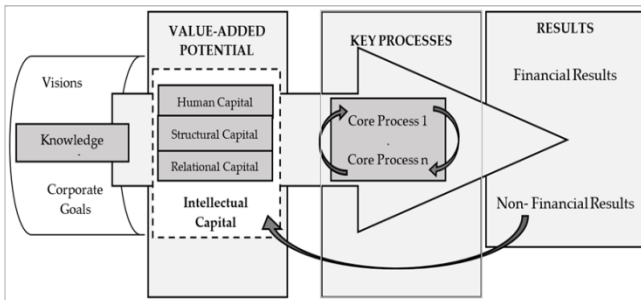 VALUE-ADDED
POTENTIAL
KEY PROCESSES
RESULTS
Visions
Knowledge
.
Corporate
Goals
Human Capital
Structural Capital
Relational Capital
Intellectual
Capital
Core Process 1
.
Core Process n
Financial Results
Non- Financial Results